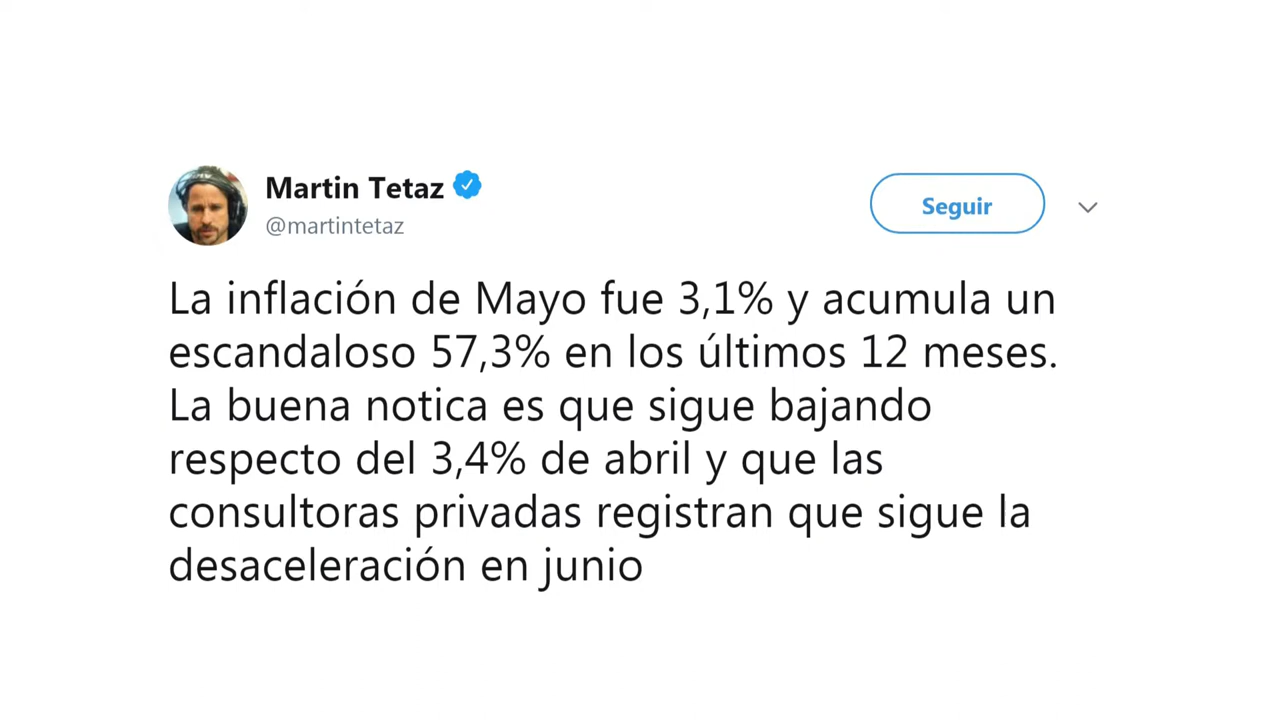 Martin Tetaz
@martintetaz
Seguir
La inflación de Mayo fue 3,1% y acumula un
escandaloso 57,3% en los últimos 12 meses.
La buena notica es que sigue bajando
respecto del 3,4% de abril y que las
consultoras privadas registran que sigue la
desaceleración en junio